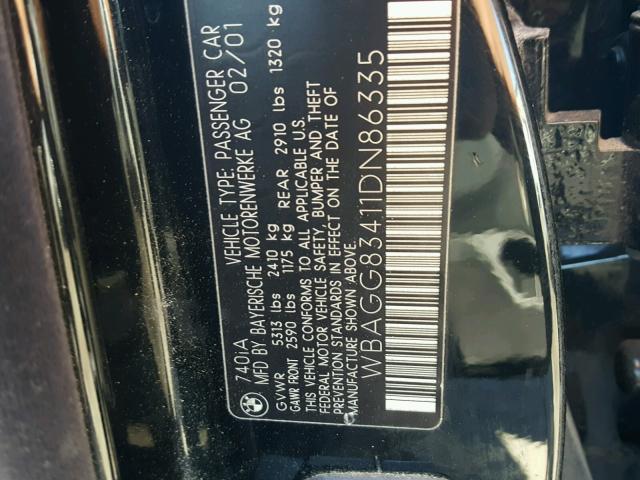 740iA VEHICLE TYPE: PASSENGER CAR
MFD BY BAYERISCHE MOTORENWERKE AG 02/01
GVWR 5313 lbs 2410 kg
GAWR FRONT 2590 lbs 1175 kg REAR 2910 lbs 1320 kg
THIS VEHICLE CONFORMS TO ALL APPLICABLE U.S.
FEDERAL MOTOR VEHICLE SAFETY, BUMPER AND THEFT
PREVENTION STANDARDS IN EFFECT ON THE DATE OF
MANUFACTURE SHOWN ABOVE.
WBAGG83411DN86335